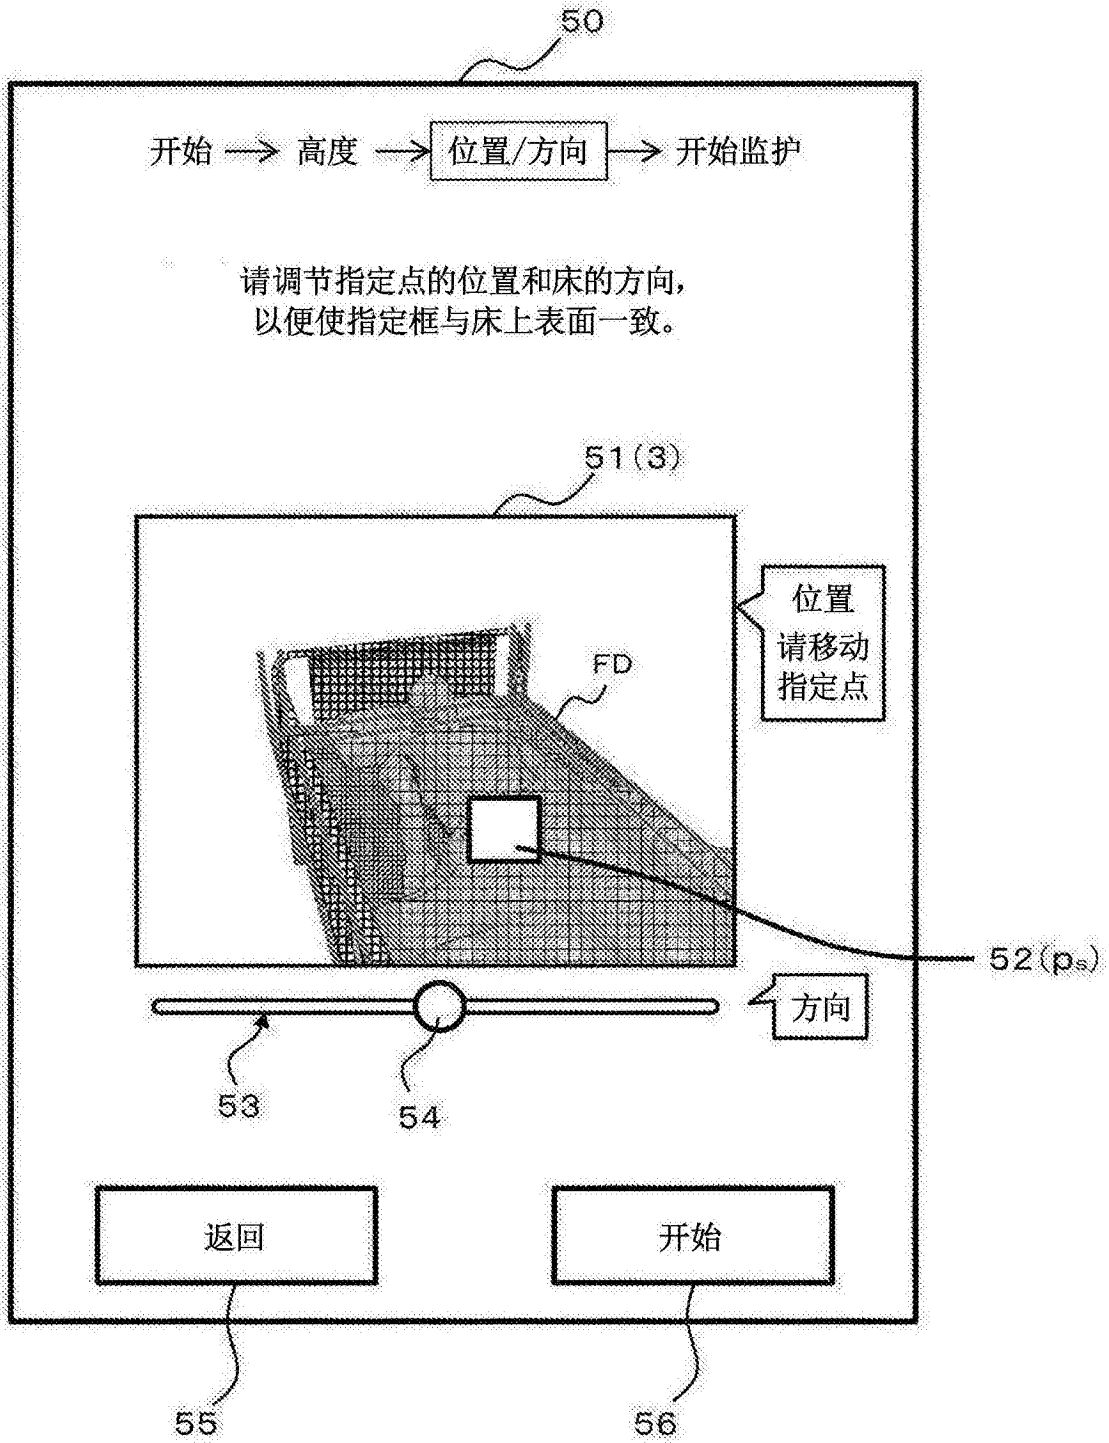 50
开始 → 高度 → 位置/方向 → 开始监护
请调节指定点的位置和床的方向，
以便使指定框与床上表面一致。
51(3)
位置
请移动
指定点
FD
52(ps)
方向
53
54
返回
开始
55
56